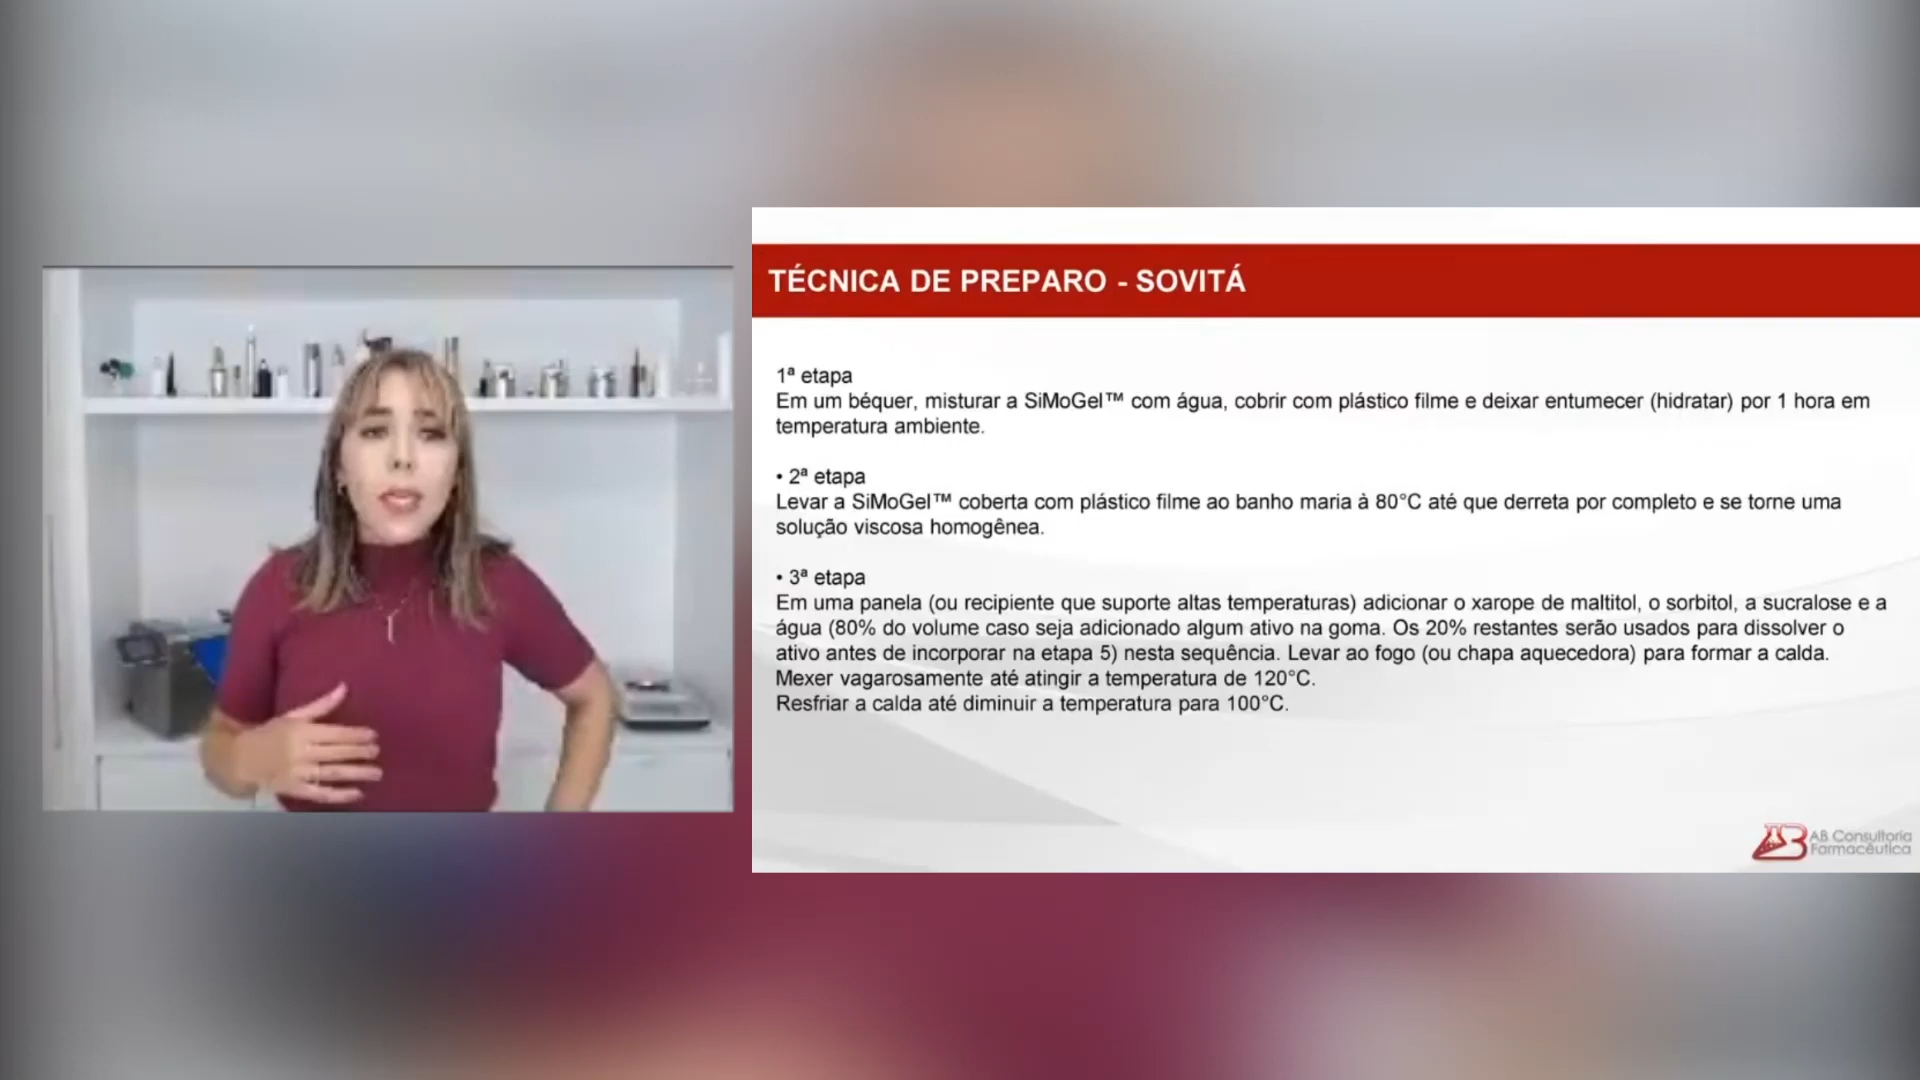 TÉCNICA DE PREPARO - SOVITÁ
1ª etapa
Em um béquer, misturar a SiMoGel™ com água, cobrir com plástico filme e deixar entumecer (hidratar) por 1 hora em
temperatura ambiente.
• 2ª etapa
Levar a SiMoGel™ coberta com plástico filme ao banho maria à 80°C até que derreta por completo e se torne uma
solução viscosa homogênea.
• 3ª etapa
Em uma panela (ou recipiente que suporte altas temperaturas) adicionar o xarope de maltitol, o sorbitol, a sucralose e a
água (80% do volume caso seja adicionado algum ativo na goma. Os 20% restantes serão usados para dissolver o
ativo antes de incorporar na etapa 5) nesta sequência. Levar ao fogo (ou chapa aquecedora) para formar a calda.
Mexer vagarosamente até atingir a temperatura de 120°C.
Resfriar a calda até diminuir a temperatura para 100°C.
AB Consultoria
Farmacêutica